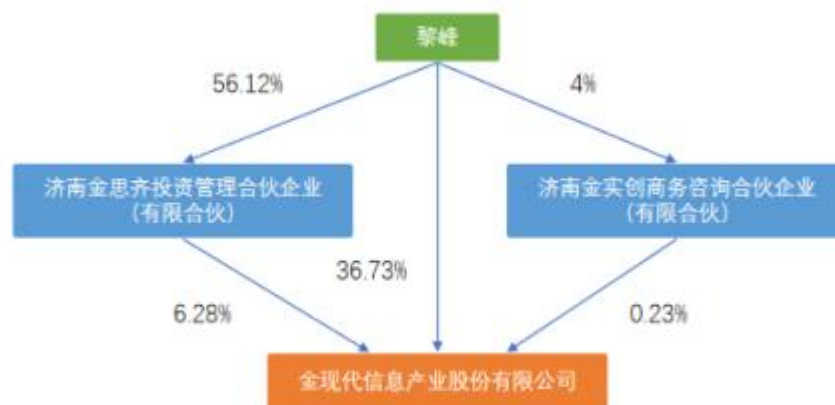 黎峰
56.12%
4%
济南金思齐投资管理合伙企业
(有限合伙)
济南金实创商务咨询合伙企业
(有限合伙)
36.73%
6.28%
0.23%
金现代信息产业股份有限公司